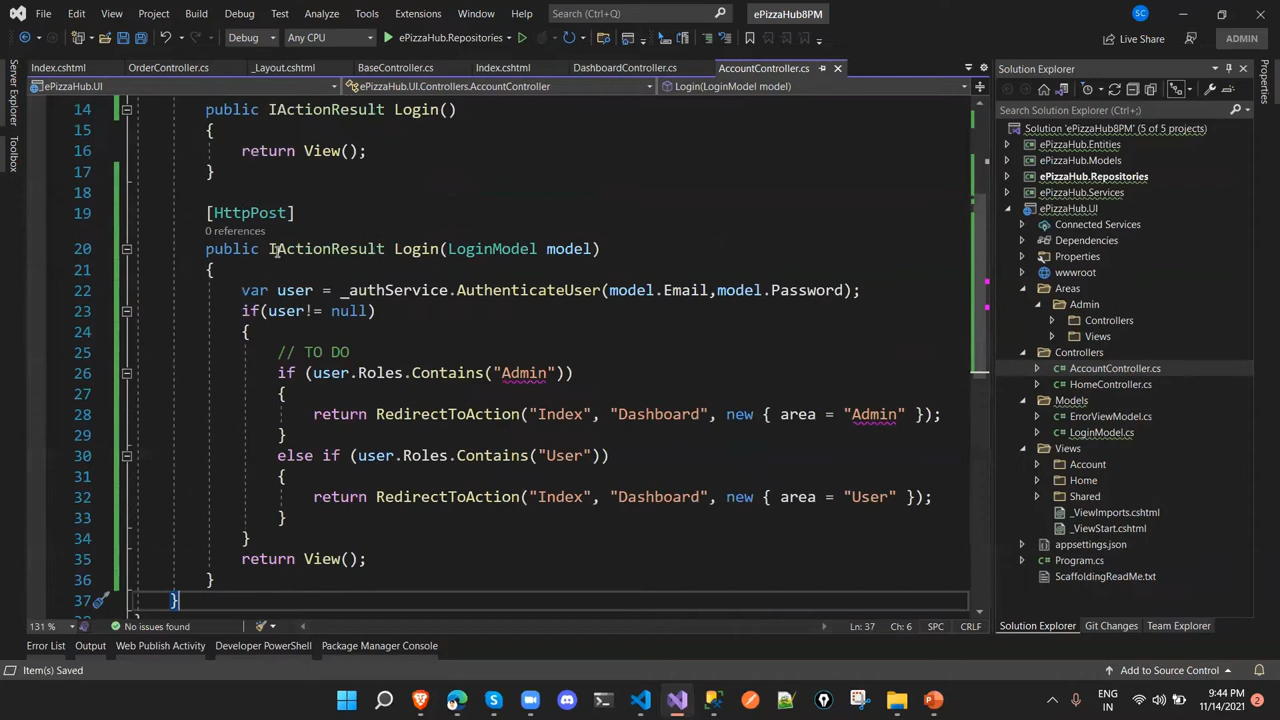 File Edit View Project Build Debug Test Analyze Tools Extensions Window Help Search (Ctrl+Q) ePizzaHub8PM SC
Debug Any CPU ePizzaHub.Repositories Live Share ADMIN
Index.cshtml OrderController.cs _Layout.cshtml BaseController.cs Index.cshtml DashboardController.cs AccountController.cs
ePizzaHub.UI ePizzaHub.UI.Controllers.AccountController Login(LoginModel model)
Server Explorer
Toolbox
14 public IActionResult Login()
15 {
16 return View();
17 }
18
19 [HttpPost]
0 references
20 public IActionResult Login(LoginModel model)
21 {
22 var user = _authService.AuthenticateUser(model.Email,model.Password);
23 if(user!= null)
24 {
25 // TO DO
26 if (user.Roles.Contains("Admin"))
27 {
28 return RedirectToAction("Index", "Dashboard", new { area = "Admin" });
29 }
30 else if (user.Roles.Contains("User"))
31 {
32 return RedirectToAction("Index", "Dashboard", new { area = "User" });
33 }
34 }
35 return View();
36 }
37 }
131 % No issues found Ln: 37 Ch: 6 SPC CRLF
Solution Explorer
Search Solution Explorer (Ctrl+;)
Solution 'ePizzaHub8PM' (5 of 5 projects)
ePizzaHub.Entities
ePizzaHub.Models
ePizzaHub.Repositories
ePizzaHub.Services
ePizzaHub.UI
Connected Services
Dependencies
Properties
wwwroot
Areas
Admin
Controllers
Views
Controllers
AccountController.cs
HomeController.cs
Models
ErrorViewModel.cs
LoginModel.cs
Views
Account
Home
Shared
_ViewImports.cshtml
_ViewStart.cshtml
appsettings.json
Program.cs
ScaffoldingReadMe.txt
Solution Explorer Git Changes Team Explorer
Properties
Error List Output Web Publish Activity Developer PowerShell Package Manager Console
Item(s) Saved Add to Source Control
ENG
IN
9:44 PM
11/14/2021
2